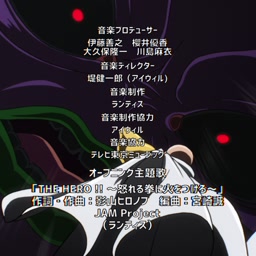 音楽プロデューサー
伊藤善之　櫻井優香
大久保隆一　川島麻衣
音楽ディレクター
堤健一郎（アイウィル）
音楽制作
ランティス
音楽制作協力
アイウィル
音楽協力
テレビ東京ミュージック
オープニング主題歌
「THE HERO !! ～怒れる拳に火をつけろ～」
作詞・作曲：影山ヒロノブ　編曲：宮崎誠
JAM Project
（ランティス）